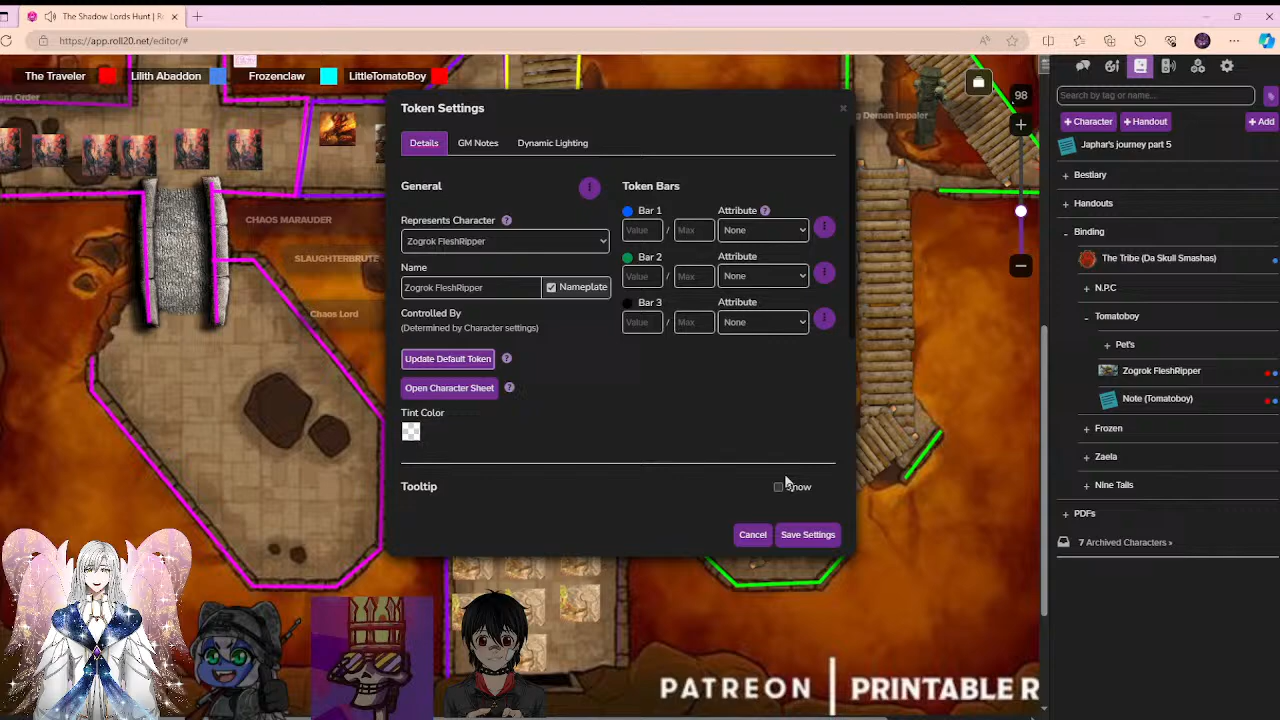 The Shadow Lords Hunt |
https://app.roll20.net/editor/#
The Traveler
Lilith Abaddon
Frozenclaw
LittleTomatoBoy
Order
Deman Impaler
98
CHAOS MARAUDER
SLAUGHTERBRUTE
Chaos Lord
Token Settings
Details
GM Notes
Dynamic Lighting
General
Represents Character
Zogrok FleshRipper
Name
Zogrok FleshRipper
Nameplate
Controlled By
(Determined by Character settings)
Update Default Token
Open Character Sheet
Tint Color
Token Bars
Bar 1
Attribute
Value / Max
None
Bar 2
Attribute
Value / Max
None
Bar 3
Attribute
Value / Max
None
Tooltip
Show
Cancel
Save Settings
PATREON | PRINTABLE R
Search by tag or name...
+ Character
+ Handout
+ Add
Japhar's journey part 5
+ Bestiary
+ Handouts
- Binding
The Tribe (Da Skull Smashas)
+ N.P.C
- Tomatoboy
+ Pet's
Zogrok FleshRipper
Note (Tomatoboy)
+ Frozen
+ Zaela
+ Nine Tails
+ PDFs
7 Archived Characters »